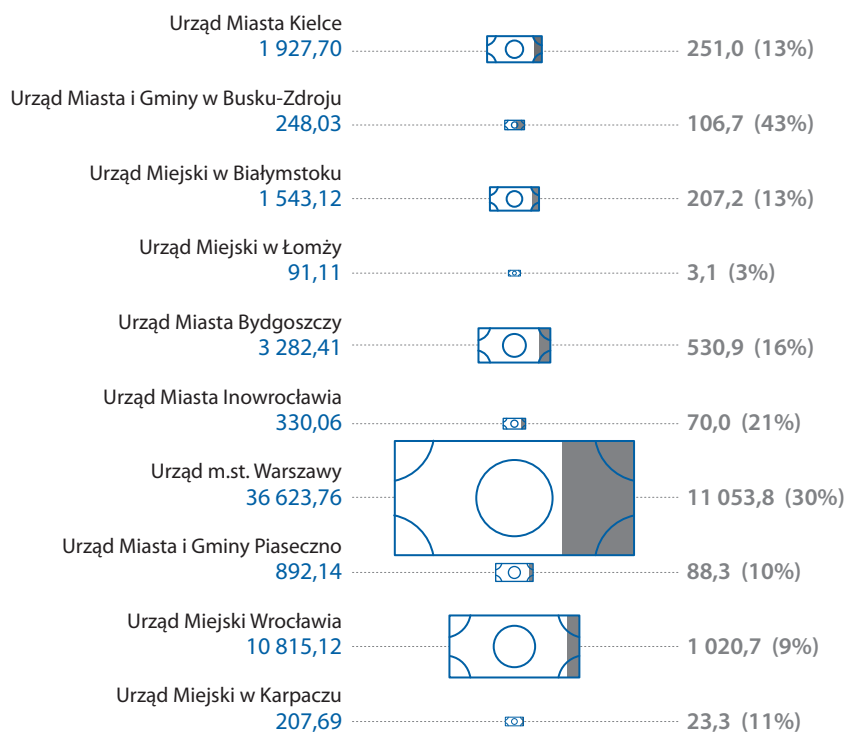 Urząd Miasta Kielce
1 927,70 251,0 (13%)
Urząd Miasta i Gminy w Busku-Zdroju
248,03 106,7 (43%)
Urząd Miejski w Białymstoku
1 543,12 207,2 (13%)
Urząd Miejski w Łomży
91,11 3,1 (3%)
Urząd Miasta Bydgoszczy
3 282,41 530,9 (16%)
Urząd Miasta Inowrocławia
330,06 70,0 (21%)
Urząd m.st. Warszawy
36 623,76 11 053,8 (30%)
Urząd Miasta i Gminy Piaseczno
892,14 88,3 (10%)
Urząd Miejski Wrocławia
10 815,12 1 020,7 (9%)
Urząd Miejski w Karpaczu
207,69 23,3 (11%)